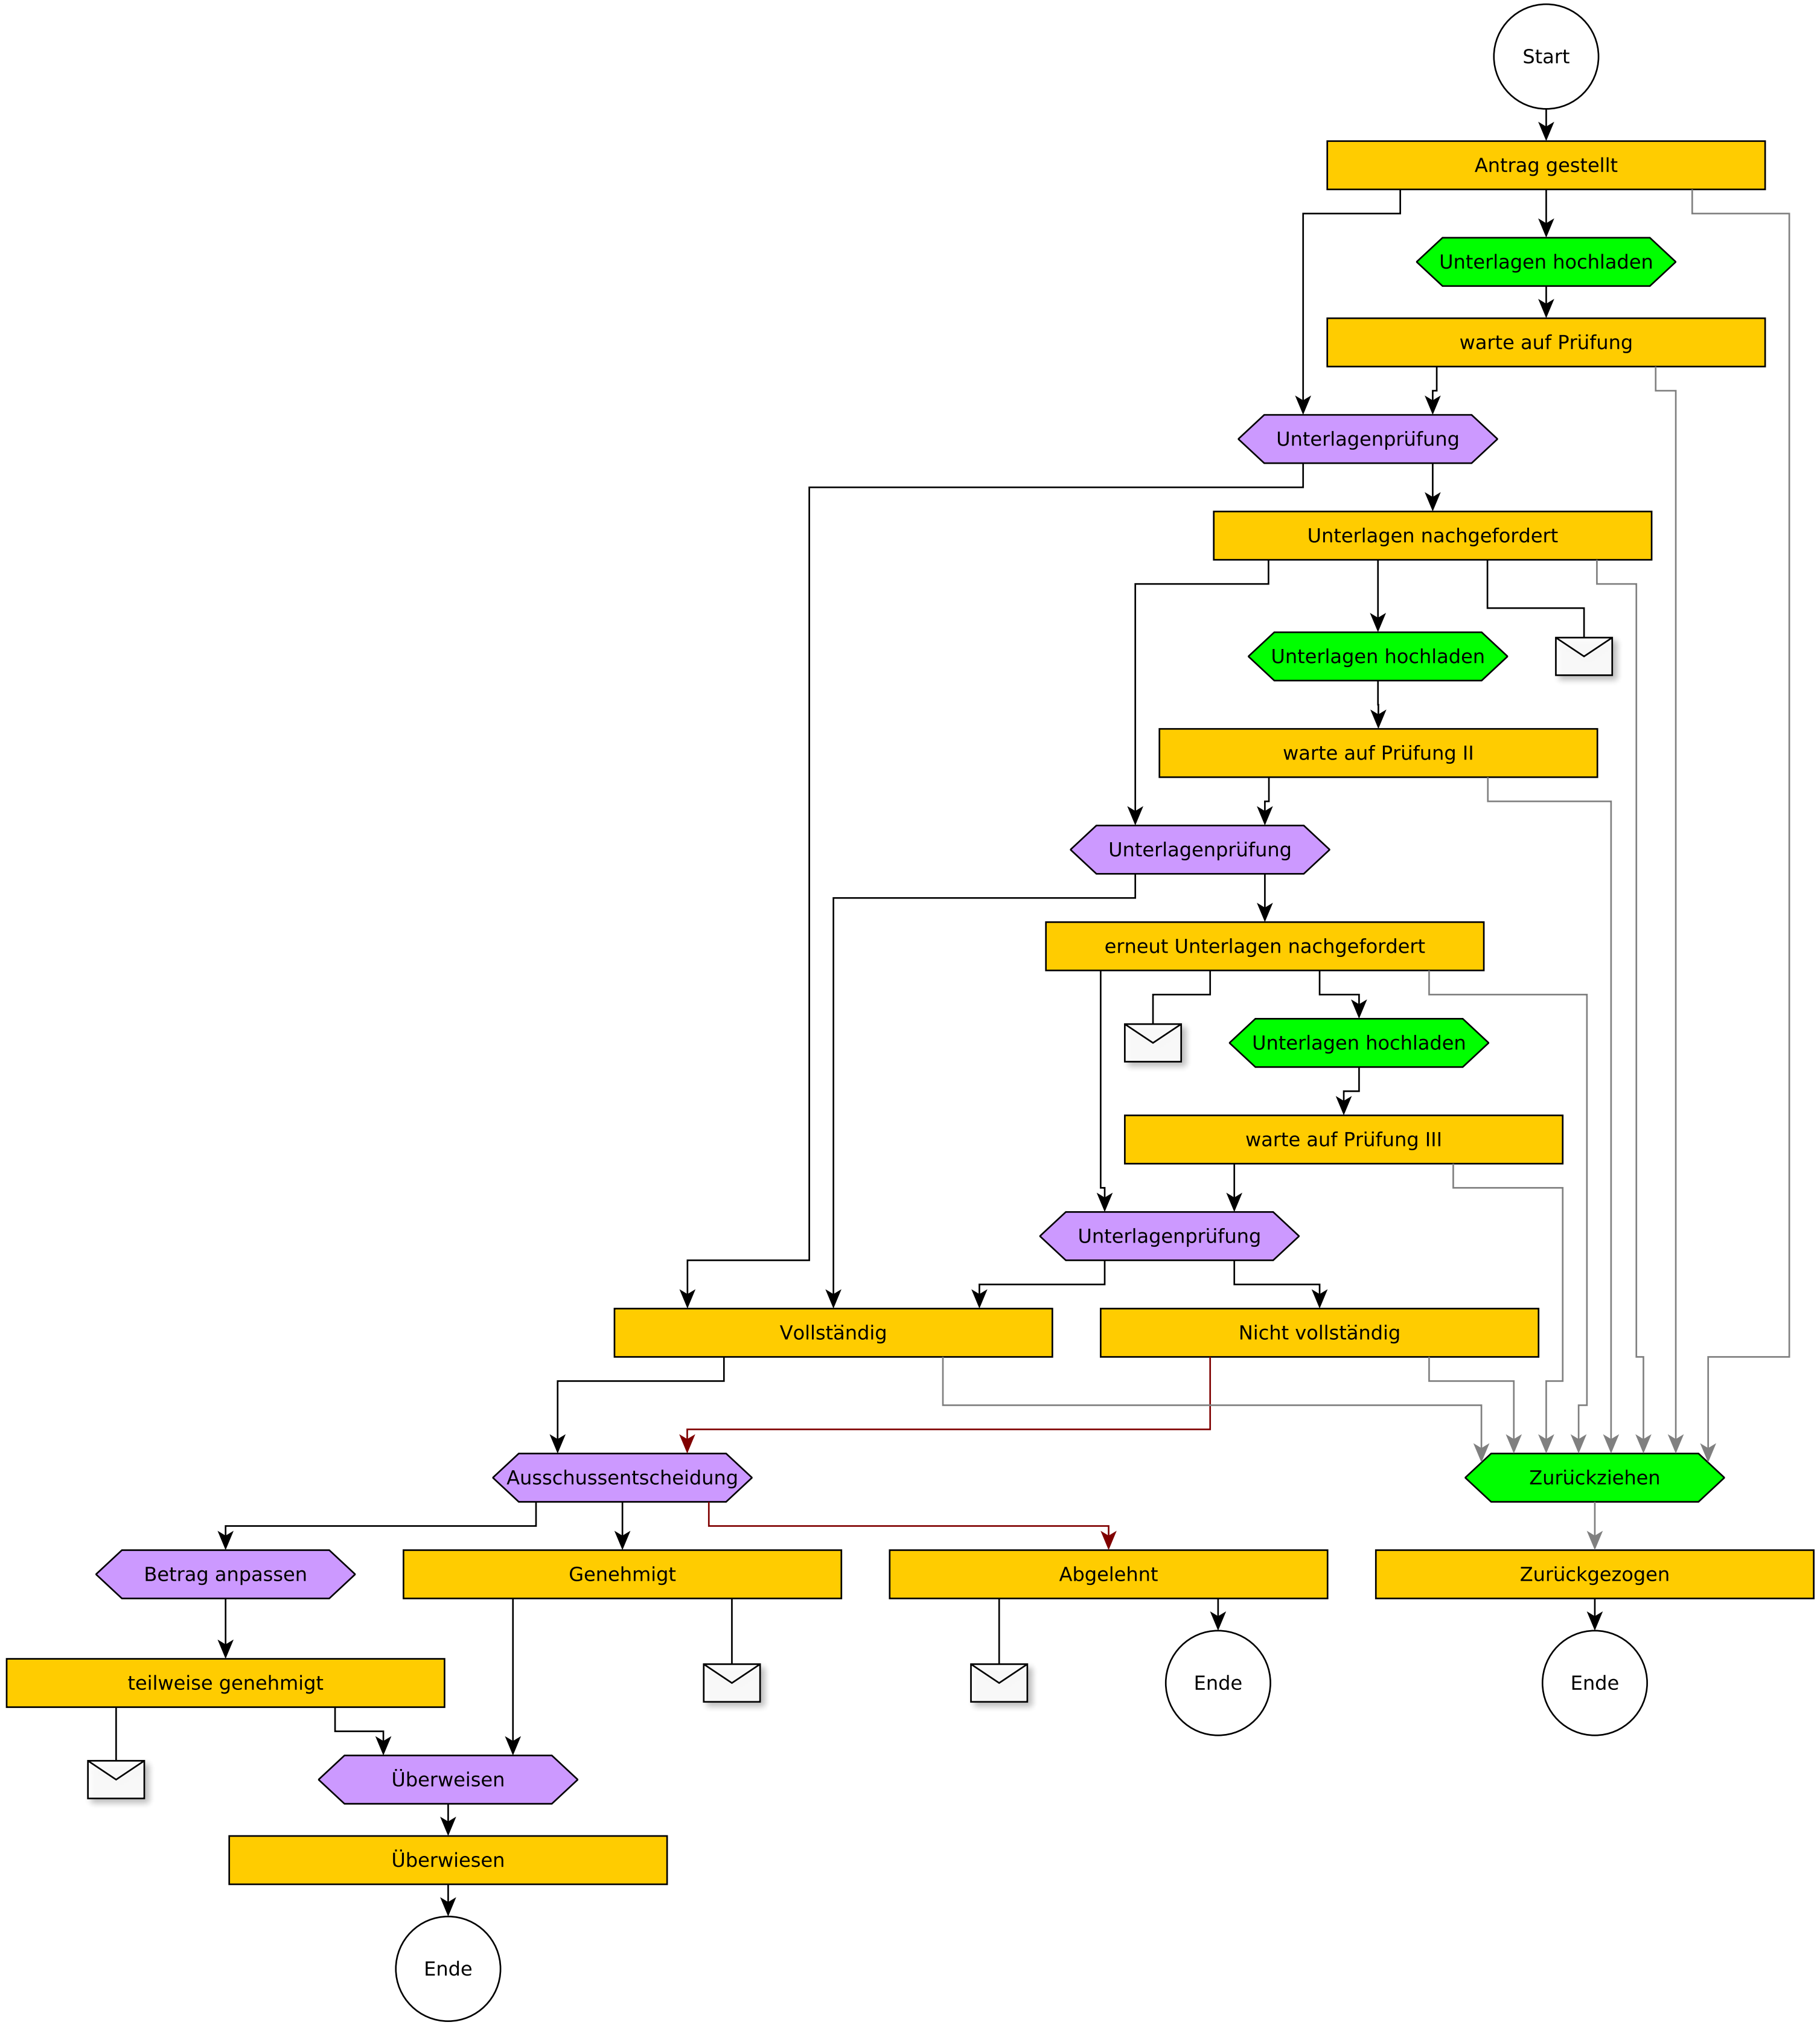 Start
Antrag gestellt
Unterlagen hochladen
warte auf Prüfung
Unterlagenprüfung
Unterlagen nachgefordert
Unterlagen hochladen
warte auf Prüfung II
Unterlagenprüfung
erneut Unterlagen nachgefordert
Unterlagen hochladen
warte auf Prüfung III
Unterlagenprüfung
Vollständig
Nicht vollständig
Ausschussentscheidung
Zurückziehen
Betrag anpassen
Genehmigt
Abgelehnt
Zurückgezogen
teilweise genehmigt
Ende
Ende
Überweisen
Überwiesen
Ende